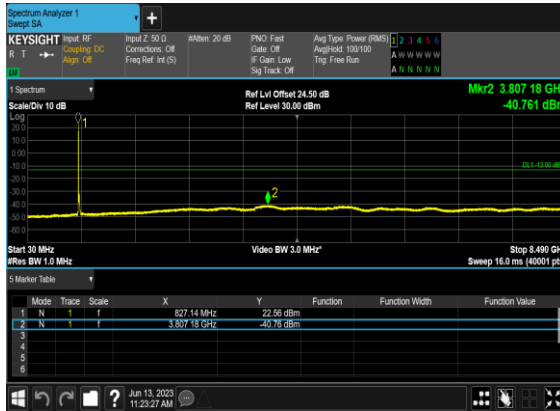 Spectrum Analyzer 1
Swept SA
+
KEYSIGHT
R T
Input: RF
Coupling: DC
Align: Off
Input Z: 50 Ω
Corrections: Off
Freq Ref: Int (S)
#Atten: 20 dB
PNO: Fast
Gate: Off
IF Gain: Low
Sig Track: Off
Avg Type: Power (RMS)
Avg|Hold: 100/100
Trig: Free Run
1 2 3 4 5 6
A W W W W W
A N N N N N
1 Spectrum
Scale/Div 10 dB
Ref Lvl Offset 24.50 dB
Ref Level 30.00 dBm
Mkr2 3.807 18 GH
-40.761 dB
Log
20.0
10.0
0.00
-10.0
-20.0
-30.0
-40.0
-50.0
-60.0
1
2
DL1 -13.00 dB
Start 30 MHz
#Res BW 1.0 MHz
Video BW 3.0 MHz*
Stop 8.490 GH
Sweep 16.0 ms (40001 pt
5 Marker Table
Mode Trace Scale X Y Function Function Width Function Value
1 N 1 f 827.14 MHz 22.56 dBm
2 N 1 f 3.807 18 GHz -40.76 dBm
3
4
5
6
?
Jun 13, 2023
11:23:27 AM